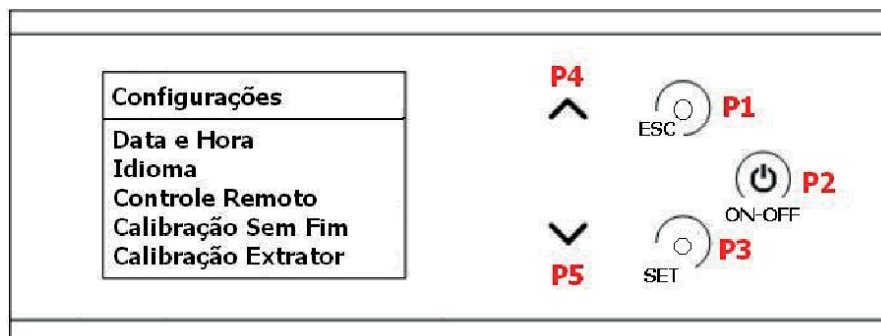 Configurações
Data e Hora
Idioma
Controle Remoto
Calibração Sem Fim
Calibração Extrator
P4
P1
ESC
P2
ON-OFF
P3
P5
SET